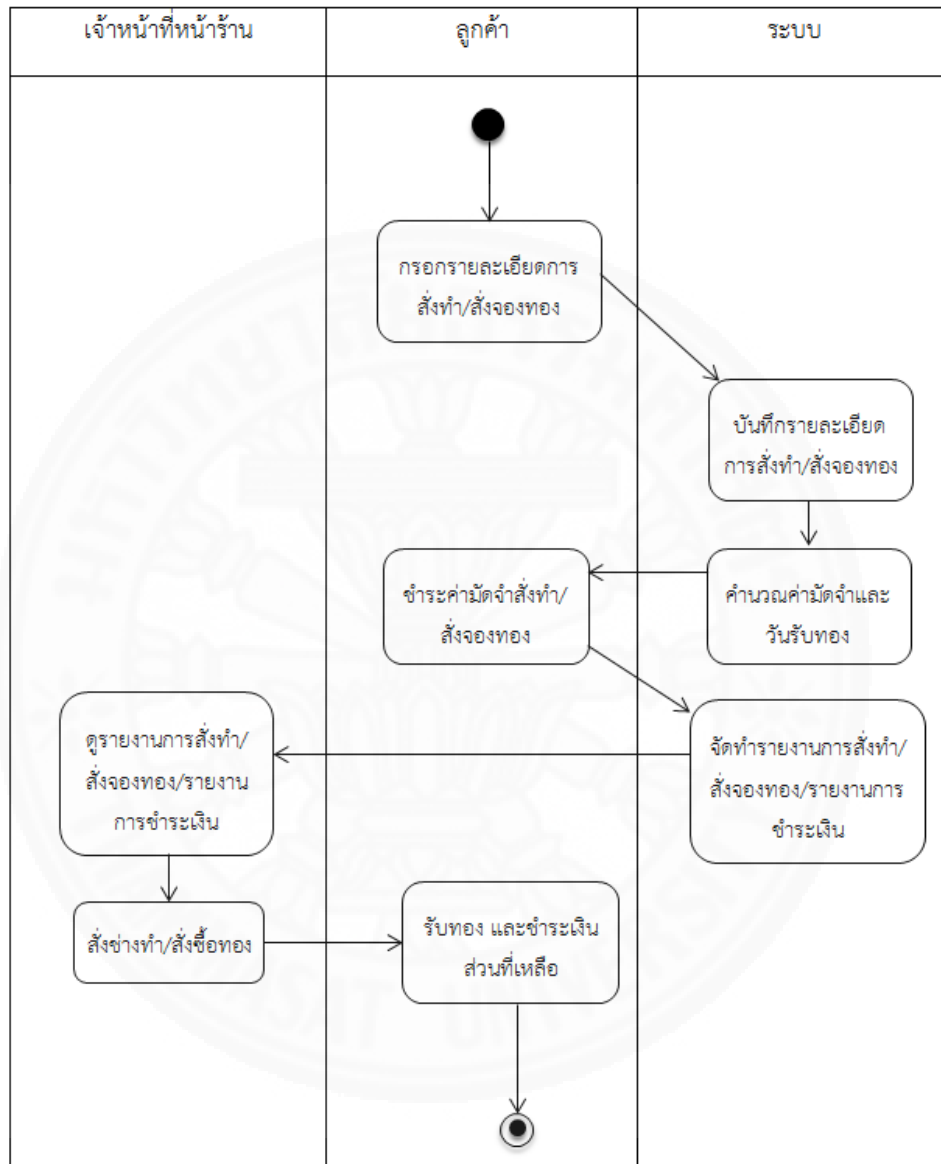 เจ้าหน้าที่หน้าร้าน
ลูกค้า
ระบบ
กรอกรายละเอียดการ
สั่งทำ/สั่งจองทอง
บันทึกรายละเอียด
การสั่งทำ/สั่งจองทอง
คำนวณค่ามัดจำและ
วันรับทอง
ชำระค่ามัดจำสั่งทำ/
สั่งจองทอง
จัดทำรายงานการสั่งทำ/
สั่งจองทอง/รายงานการ
ชำระเงิน
ดูรายงานการสั่งทำ/
สั่งจองทอง/รายงาน
การชำระเงิน
สั่งช่างทำ/สั่งซื้อทอง
รับทอง และชำระเงิน
ส่วนที่เหลือ